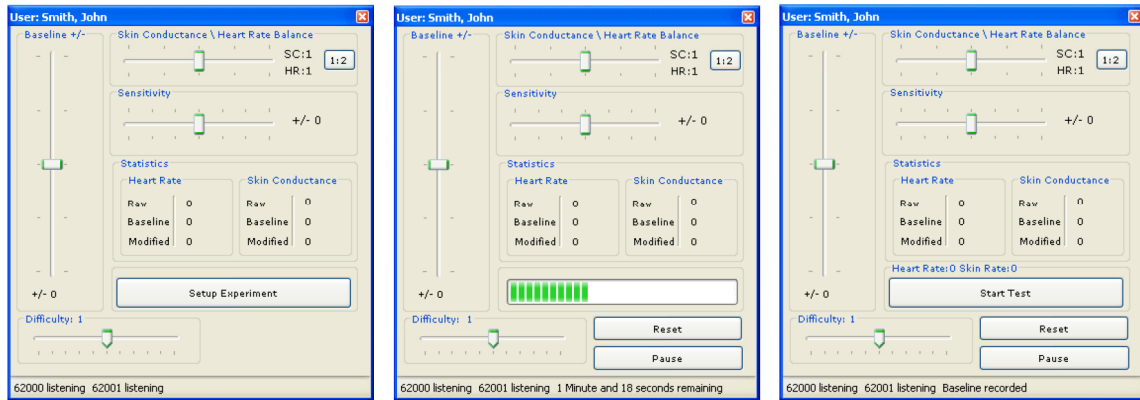 User: Smith, John
Baseline +/-
Skin Conductance \ Heart Rate Balance
SC:1
HR:1
1:2
Sensitivity
+/- 0
Statistics
Heart Rate
Raw 0
Baseline 0
Modified 0
Skin Conductance
Raw 0
Baseline 0
Modified 0
+/- 0
Setup Experiment
Difficulty: 1
62000 listening 62001 listening
User: Smith, John
Baseline +/-
Skin Conductance \ Heart Rate Balance
SC:1
HR:1
1:2
Sensitivity
+/- 0
Statistics
Heart Rate
Raw 0
Baseline 0
Modified 0
Skin Conductance
Raw 0
Baseline 0
Modified 0
+/- 0
Difficulty: 1
Reset
Pause
62000 listening 62001 listening 1 Minute and 18 seconds remaining
User: Smith, John
Baseline +/-
Skin Conductance \ Heart Rate Balance
SC:1
HR:1
1:2
Sensitivity
+/- 0
Statistics
Heart Rate
Raw 0
Baseline 0
Modified 0
Skin Conductance
Raw 0
Baseline 0
Modified 0
Heart Rate:0 Skin Rate:0
+/- 0
Start Test
Difficulty: 1
Reset
Pause
62000 listening 62001 listening Baseline recorded